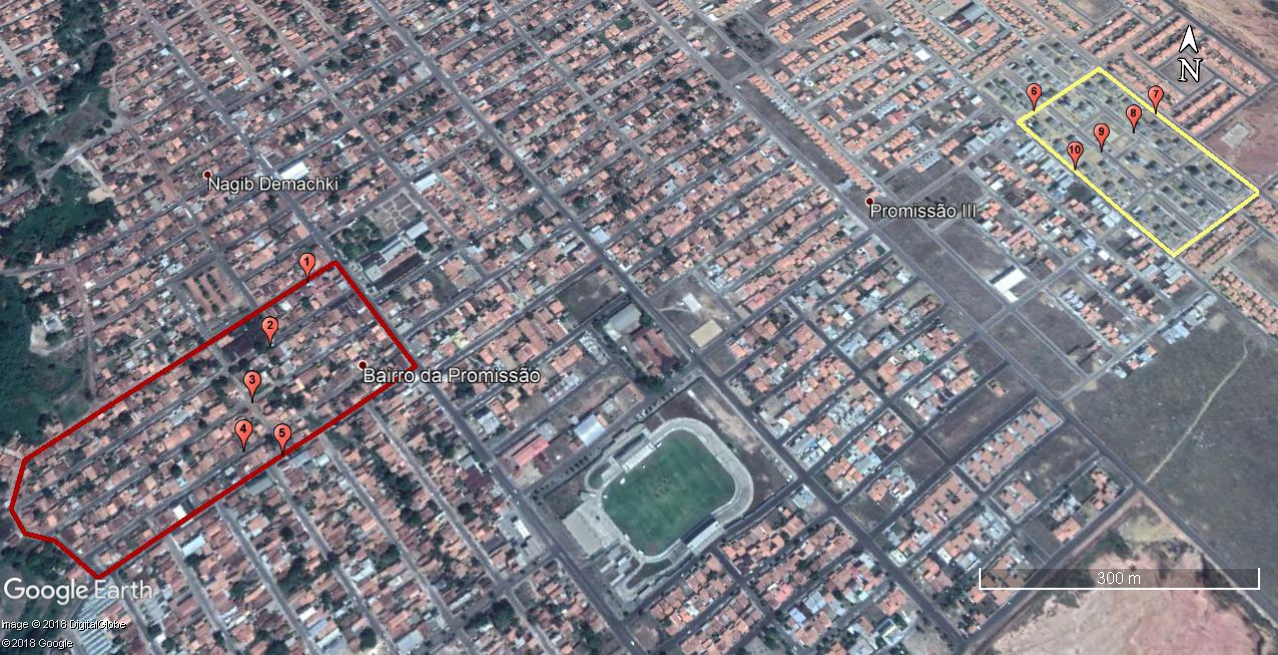 N
6
7
8
9
10
Nagib Demachki
Promissão III
1
2
3
Bairro da Promissão
4
5
300 m
Google Earth
Image © 2018 DigitalGlobe
© 2018 Google